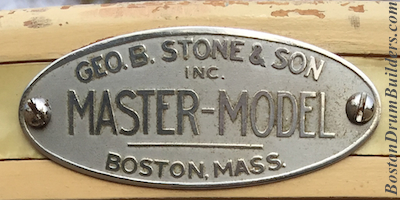 GEO. B. STONE & SON
INC.
MASTER-MODEL
BOSTON, MASS.
BostonDrumBuilders.com